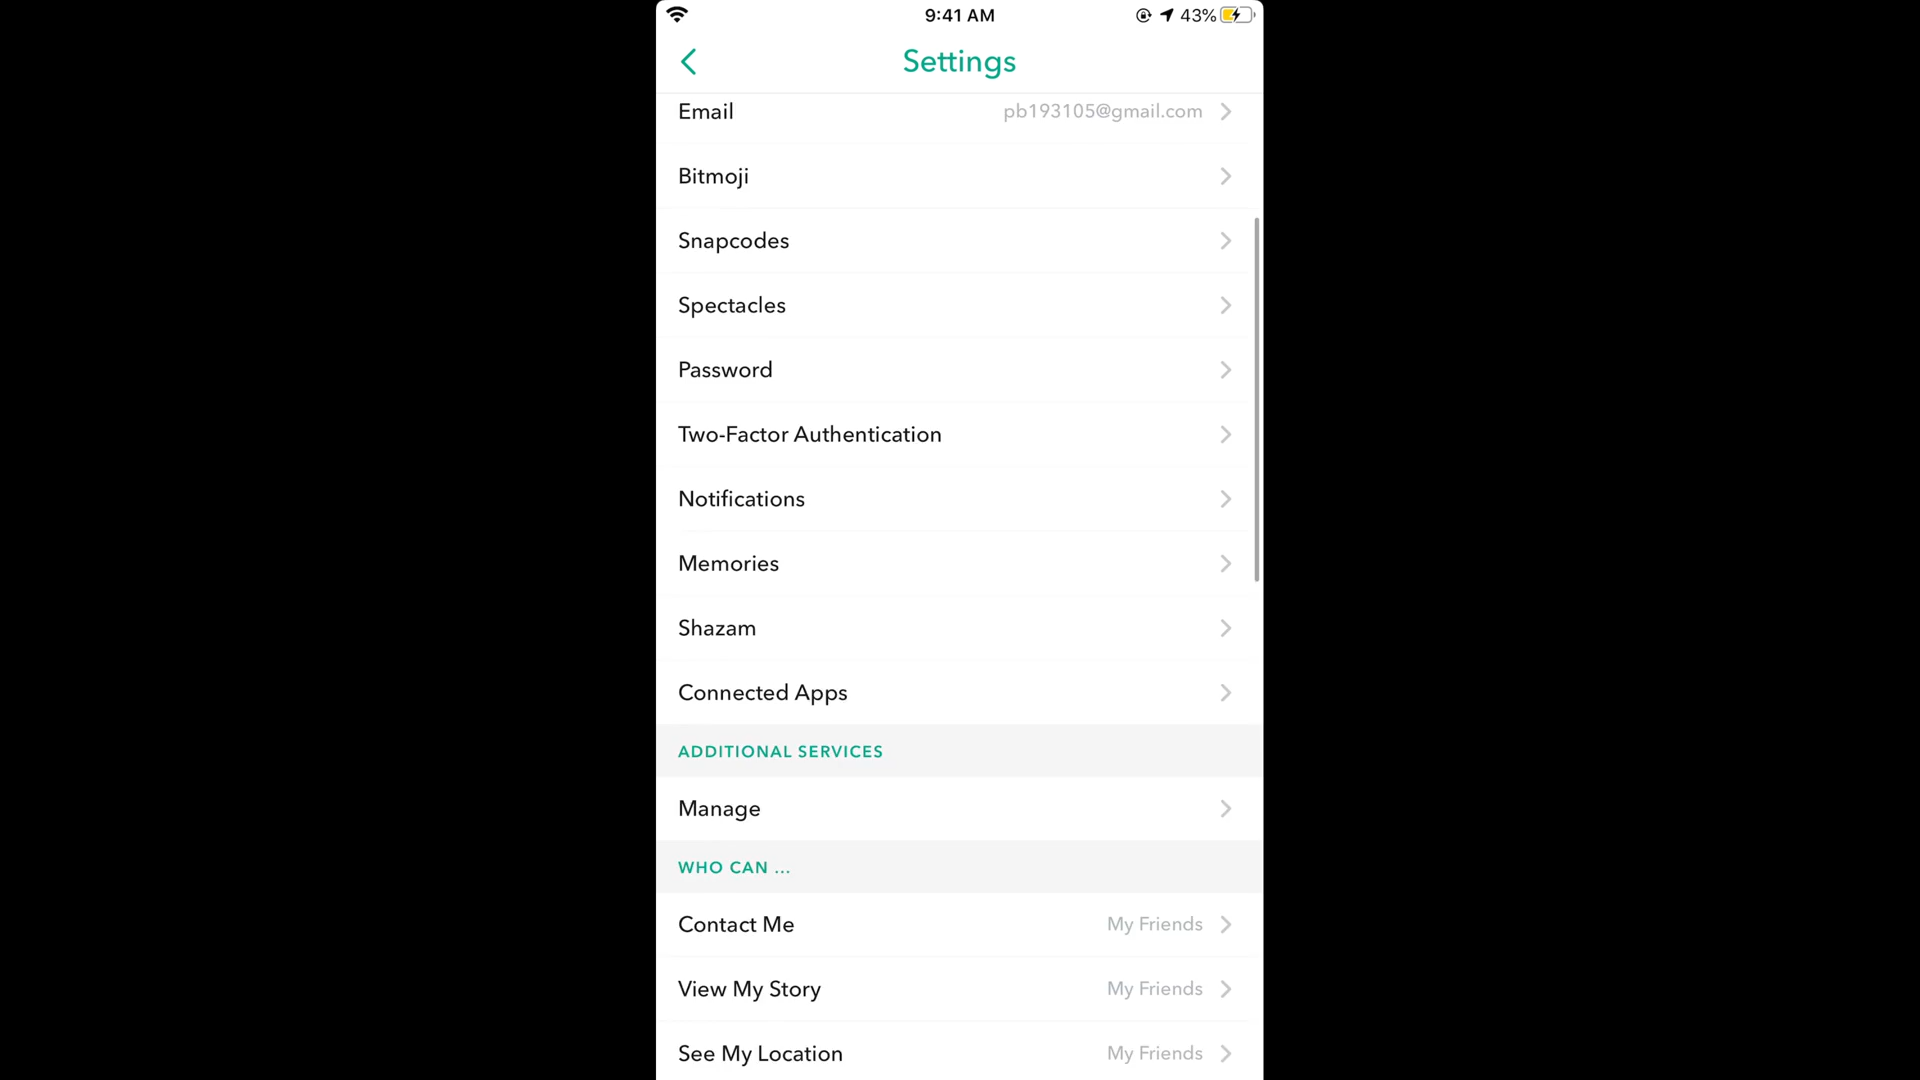 9:41 AM 43%
Settings
Email pb193105@gmail.com
Bitmoji
Snapcodes
Spectacles
Password
Two-Factor Authentication
Notifications
Memories
Shazam
Connected Apps
ADDITIONAL SERVICES
Manage
WHO CAN ...
Contact Me My Friends
View My Story My Friends
See My Location My Friends